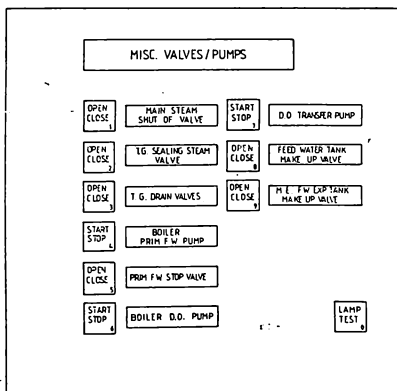 MISC. VALVES/PUMPS
OPEN
CLOSE
1
MAIN STEAM
SHUT OF VALVE
START
STOP
7
D.O TRANSFER PUMP
OPEN
CLOSE
2
T.G. SEALING STEAM
VALVE
OPEN
CLOSE
8
FEED WATER TANK
MAKE UP VALVE
OPEN
CLOSE
3
T G. DRAIN VALVES
OPEN
CLOSE
9
M E. FW EXP TANK
MAKE UP VALVE
START
STOP
4
BOILER
PRIM F W PUMP
OPEN
CLOSE
5
PRIM F W STOP VALVE
START
STOP
6
BOILER D.O. PUMP
LAMP
TEST
0